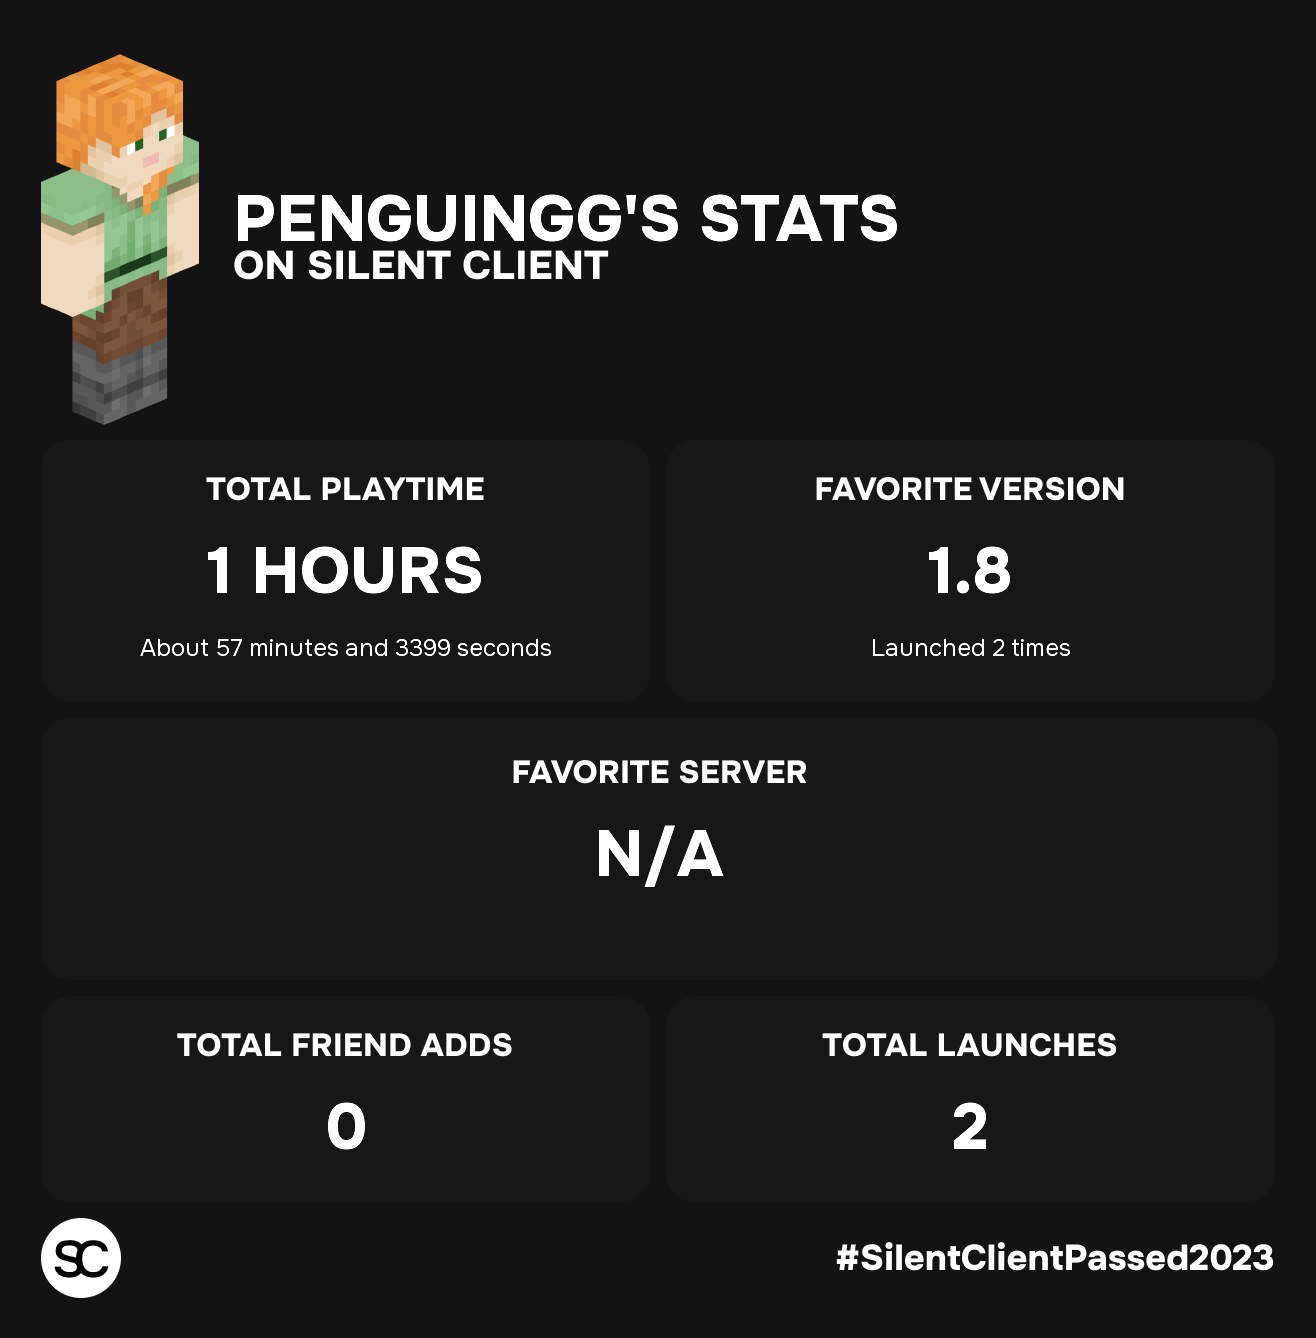 PENGUINGG'S STATS
ON SILENT CLIENT
TOTAL PLAYTIME
1 HOURS
About 57 minutes and 3399 seconds
FAVORITE VERSION
1.8
Launched 2 times
FAVORITE SERVER
N/A
TOTAL FRIEND ADDS
0
TOTAL LAUNCHES
2
SC
#SilentClientPassed2023